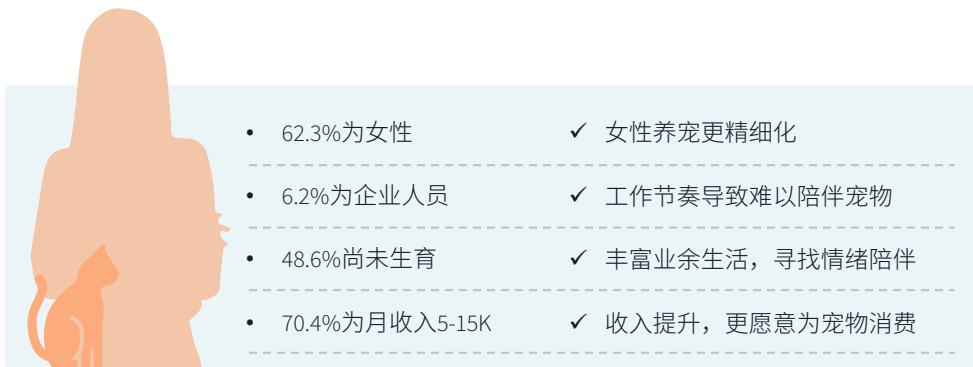 • 62.3%为女性 ✓ 女性养宠更精细化
• 6.2%为企业人员 ✓ 工作节奏导致难以陪伴宠物
• 48.6%尚未生育 ✓ 丰富业余生活，寻找情绪陪伴
• 70.4%为月收入5-15K ✓ 收入提升，更愿意为宠物消费